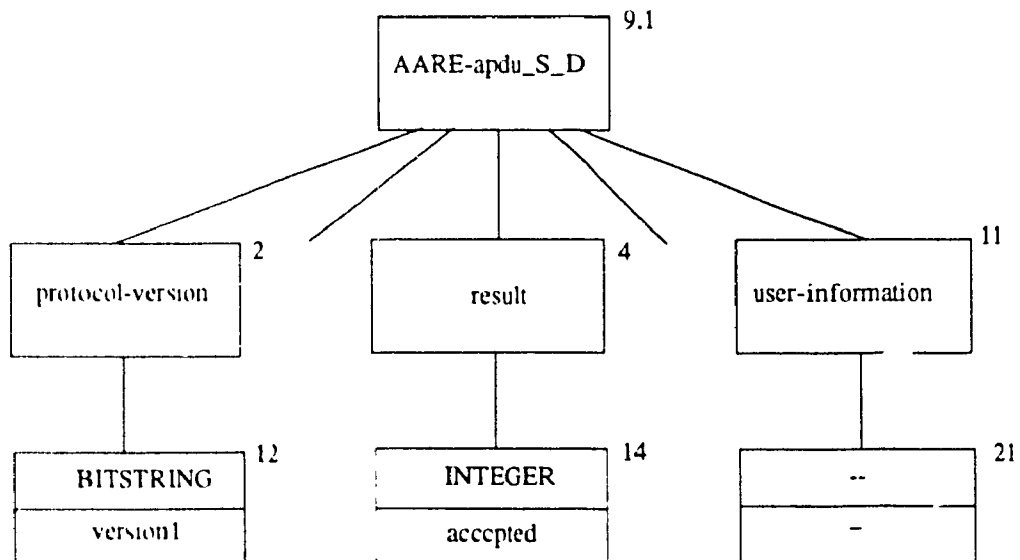 9.1
AARE-apdu_S_D
2
4
11
protocol-version
result
user-information
12
14
21
BITSTRING
INTEGER
--
version1
accepted
-